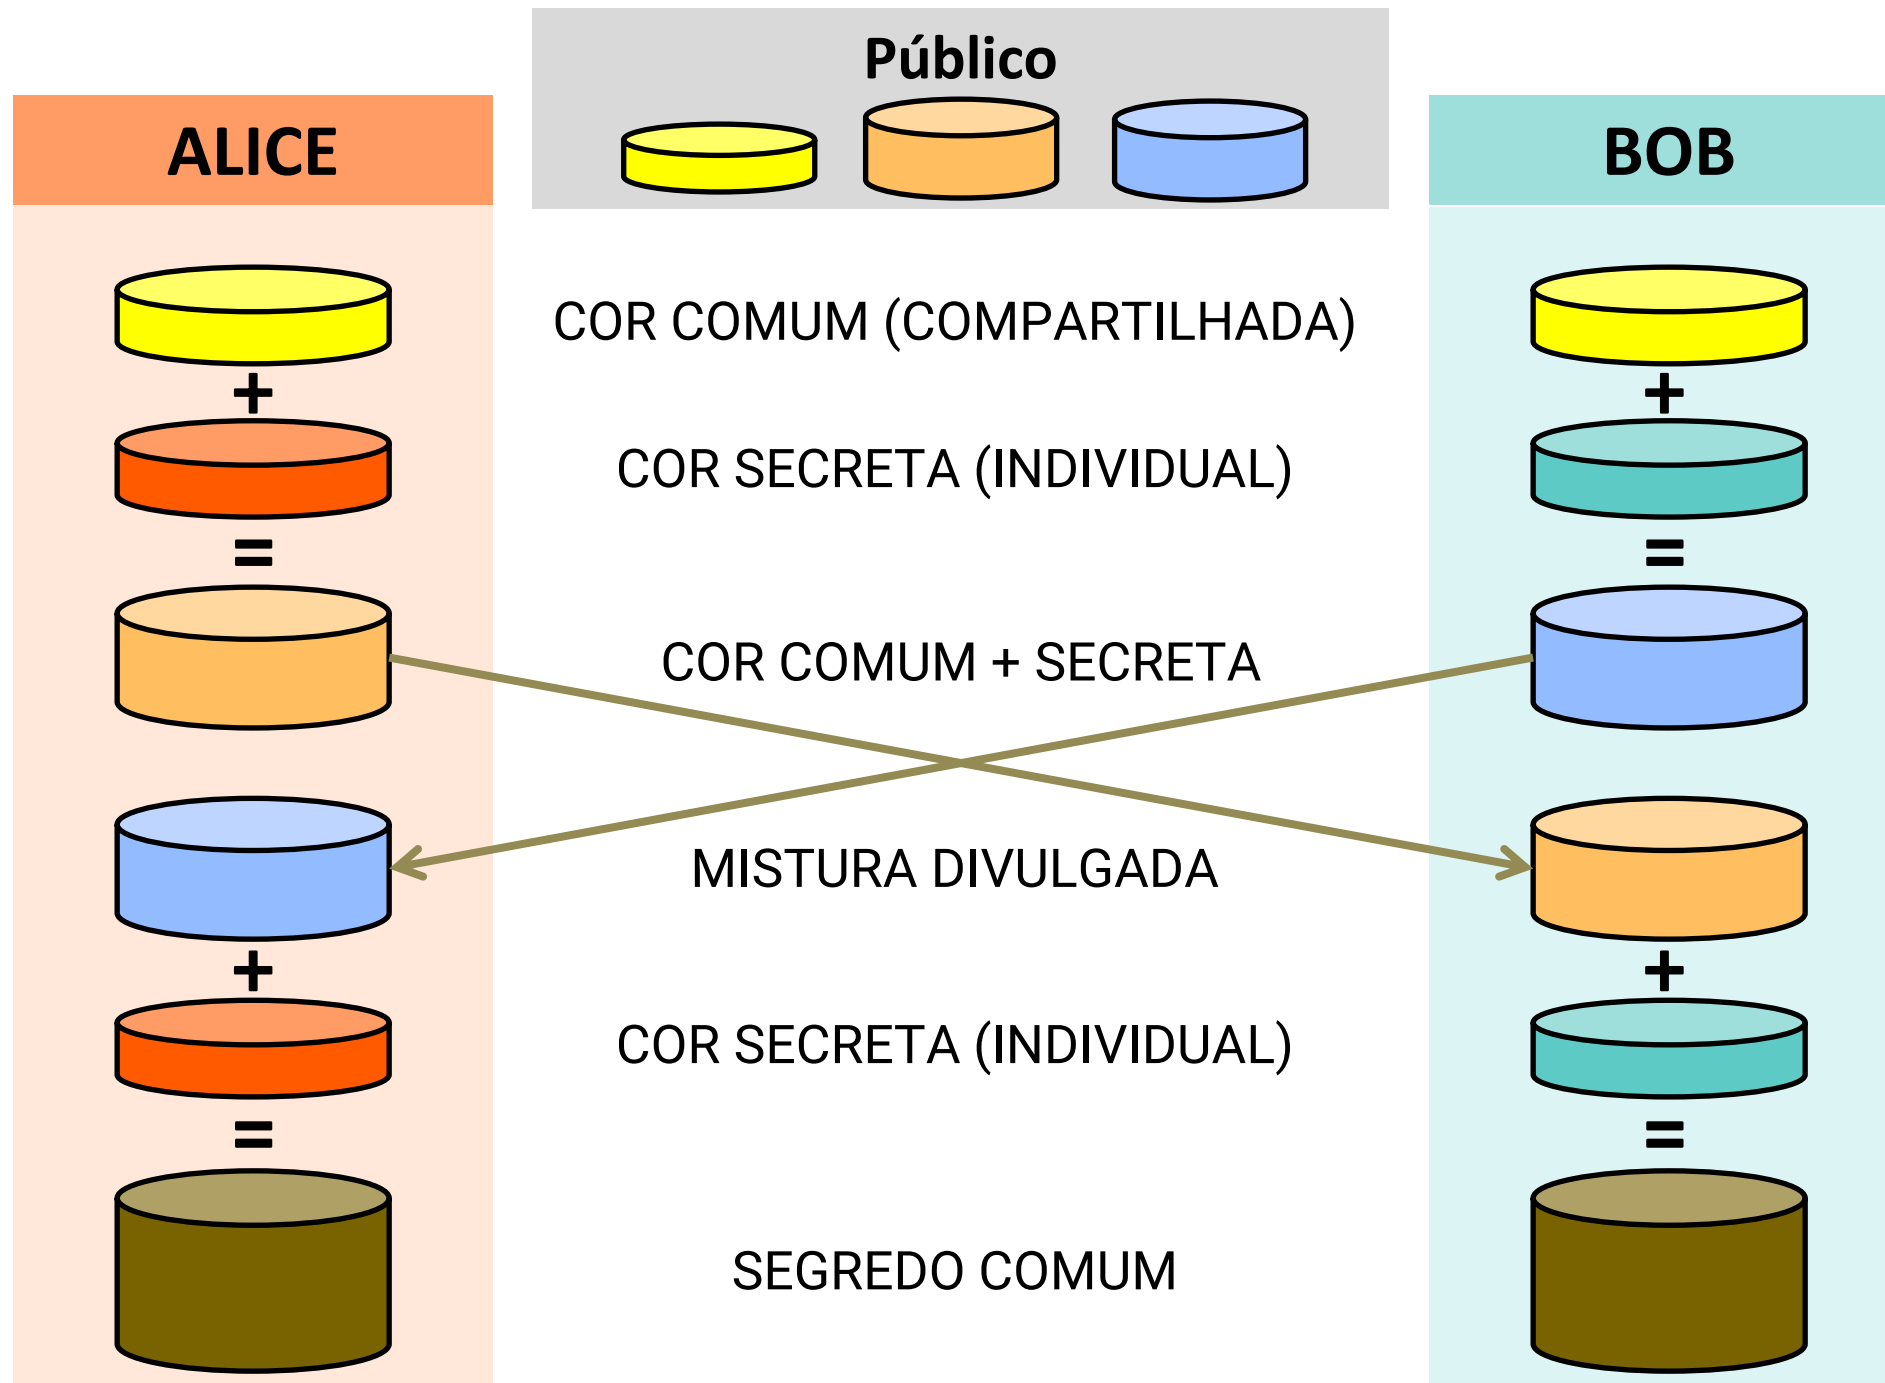 Público
ALICE
BOB
COR COMUM (COMPARTILHADA)
+
+
COR SECRETA (INDIVIDUAL)
=
=
COR COMUM + SECRETA
MISTURA DIVULGADA
+
+
COR SECRETA (INDIVIDUAL)
=
=
SEGREDO COMUM